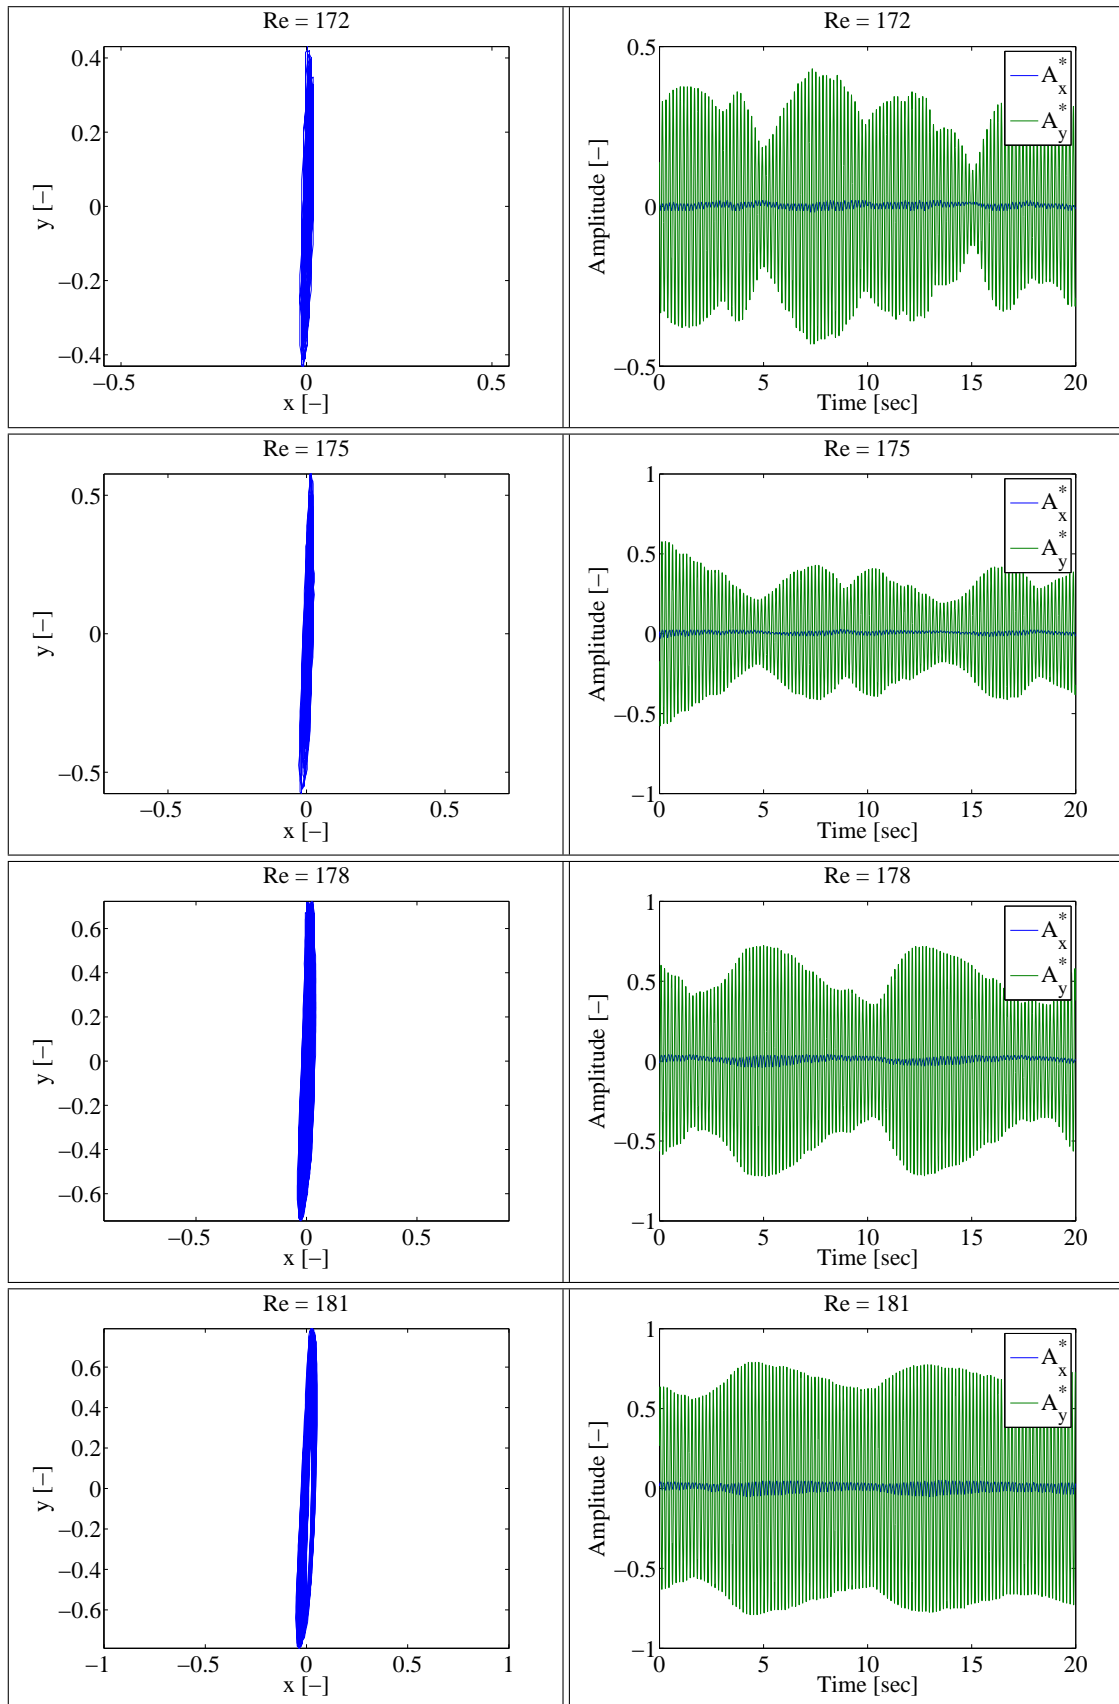 Re = 172
0.4
0.2
0
−0.2
−0.4
y [−]
−0.5 0 0.5
x [−]
Re = 172
0.5
0
−0.5
Amplitude [−]
A*x
A*y
0 5 10 15 20
Time [sec]
Re = 175
0.5
0
−0.5
y [−]
−0.5 0 0.5
x [−]
Re = 175
1
0.5
0
−0.5
−1
Amplitude [−]
A*x
A*y
0 5 10 15 20
Time [sec]
Re = 178
0.6
0.4
0.2
0
−0.2
−0.4
−0.6
y [−]
−0.5 0 0.5
x [−]
Re = 178
1
0.5
0
−0.5
−1
Amplitude [−]
A*x
A*y
0 5 10 15 20
Time [sec]
Re = 181
0.6
0.4
0.2
0
−0.2
−0.4
−0.6
y [−]
−1 −0.5 0 0.5 1
x [−]
Re = 181
1
0.5
0
−0.5
−1
Amplitude [−]
A*x
A*y
0 5 10 15 20
Time [sec]